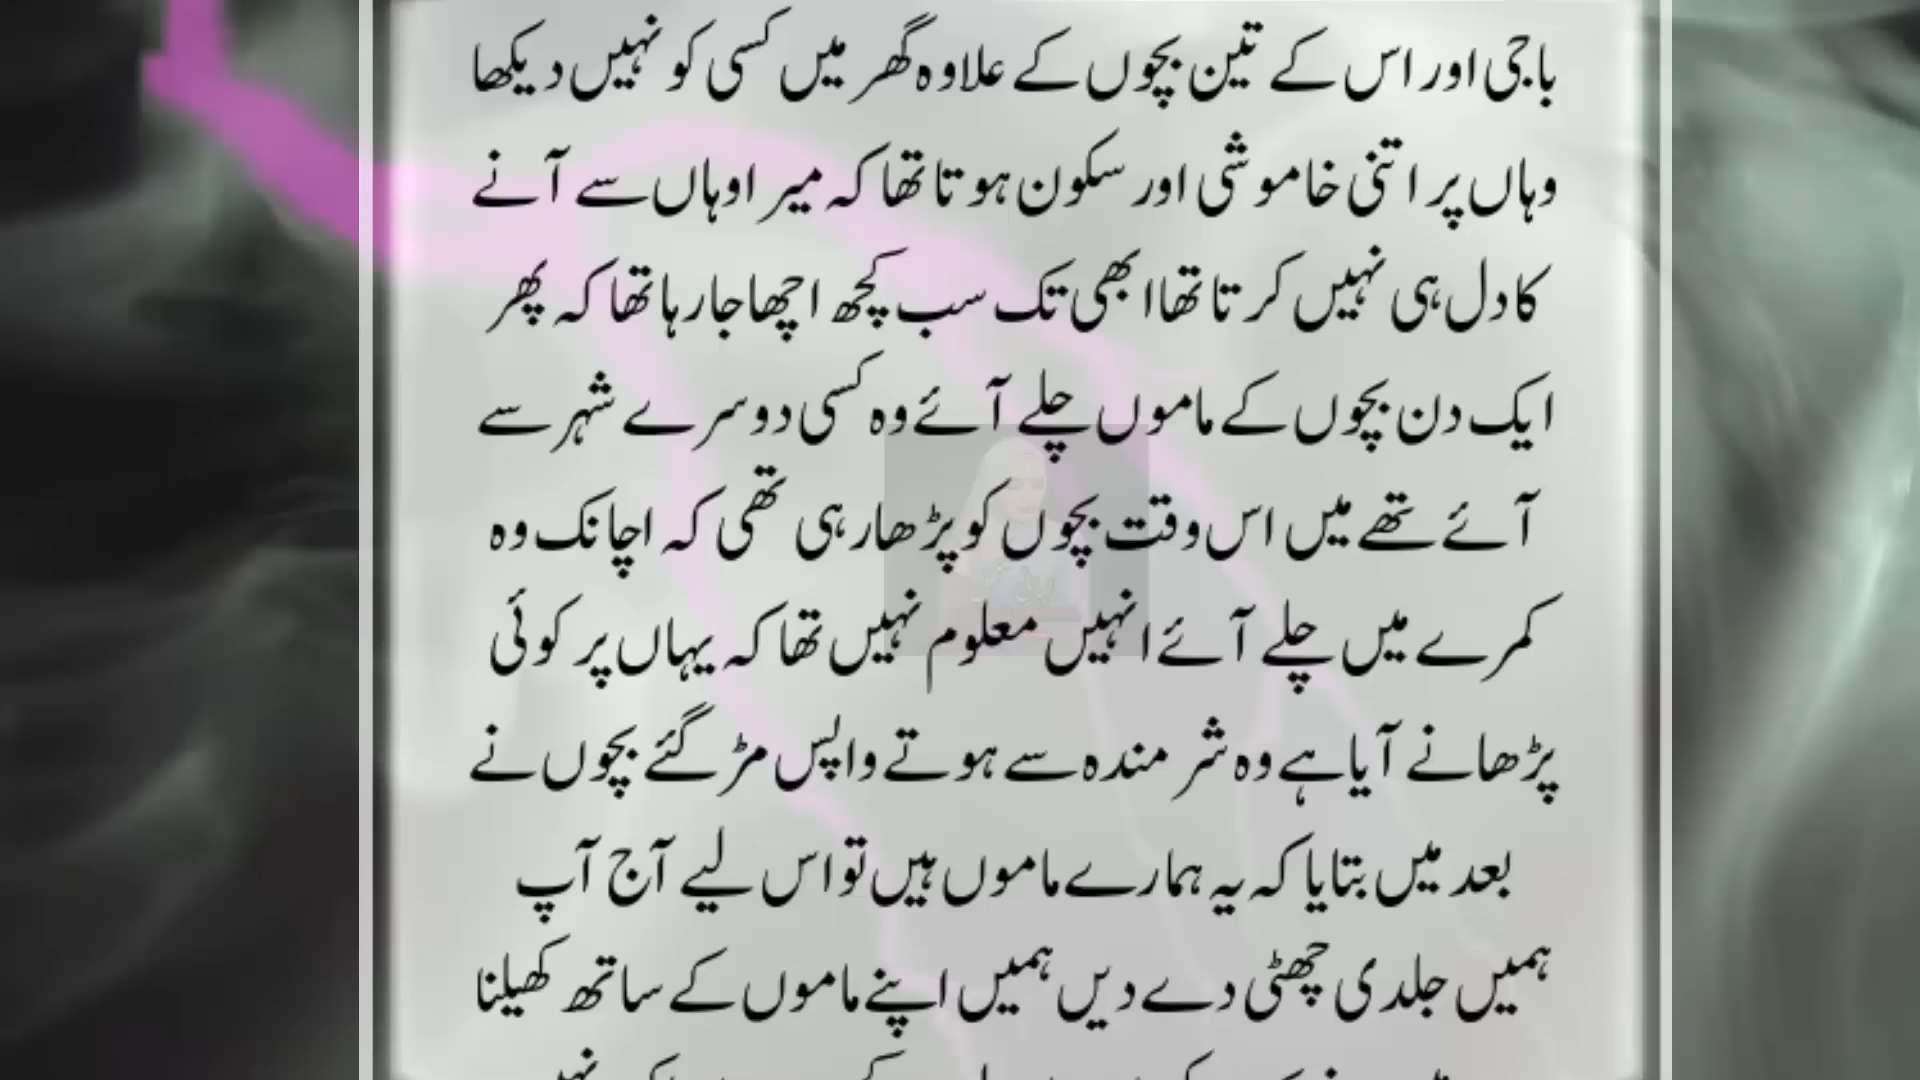 باجی اور اس کے تین بچوں کے علاوہ گھر میں کسی کو نہیں دیکھا
وہاں پر اتنی خاموشی اور سکون ہوتا تھا کہ میرا وہاں سے آنے
کا دل ہی نہیں کرتا تھا ابھی تک سب کچھ اچھا جا رہا تھا کہ پھر
ایک دن بچوں کے ماموں چلے آئے وہ کسی دوسرے شہر سے
آئے تھے میں اس وقت بچوں کو پڑھا رہی تھی کہ اچانک وہ
کمرے میں چلے آئے انہیں معلوم نہیں تھا کہ یہاں پر کوئی
پڑھانے آیا ہے وہ شرمندہ سے ہوتے واپس مڑ گئے بچوں نے
بعد میں بتایا کہ یہ ہمارے ماموں ہیں تو اس لیے آج آپ
ہمیں جلدی چھٹی دے دیں ہمیں اپنے ماموں کے ساتھ کھیلنا